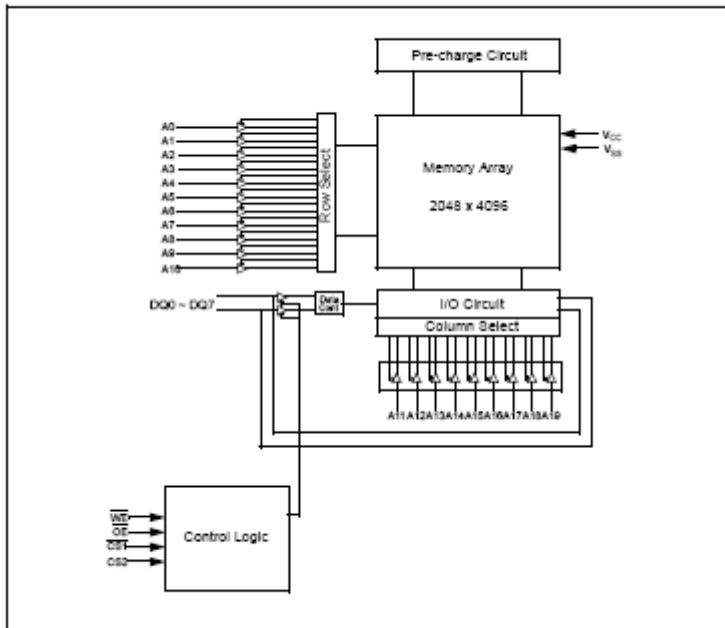 Pre-charge Circuit
A0
A1
A2
A3
A4
A5
A6
A7
A8
A9
A10
Row Select
Memory Array
2048 x 4096
VCC
VSS
DQ0 ~ DQ7
Data
Cont
I/O Circuit
Column Select
A11 A12 A13 A14 A15 A16 A17 A18 A19
WE
OE
CS1
CS2
Control Logic